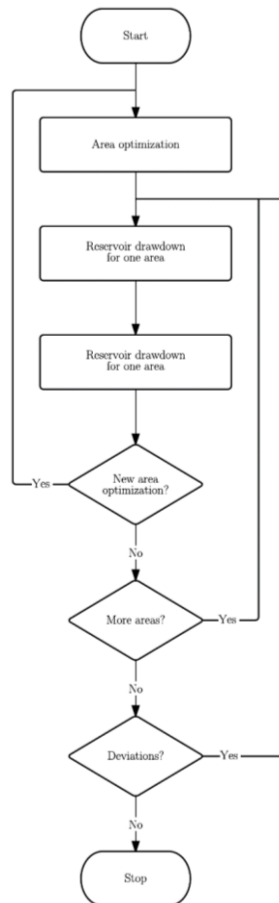 Start
Area optimization
Reservoir drawdown
for one area
Reservoir drawdown
for one area
New area
optimization?
Yes
No
More areas?
Yes
No
Deviations?
Yes
No
Stop